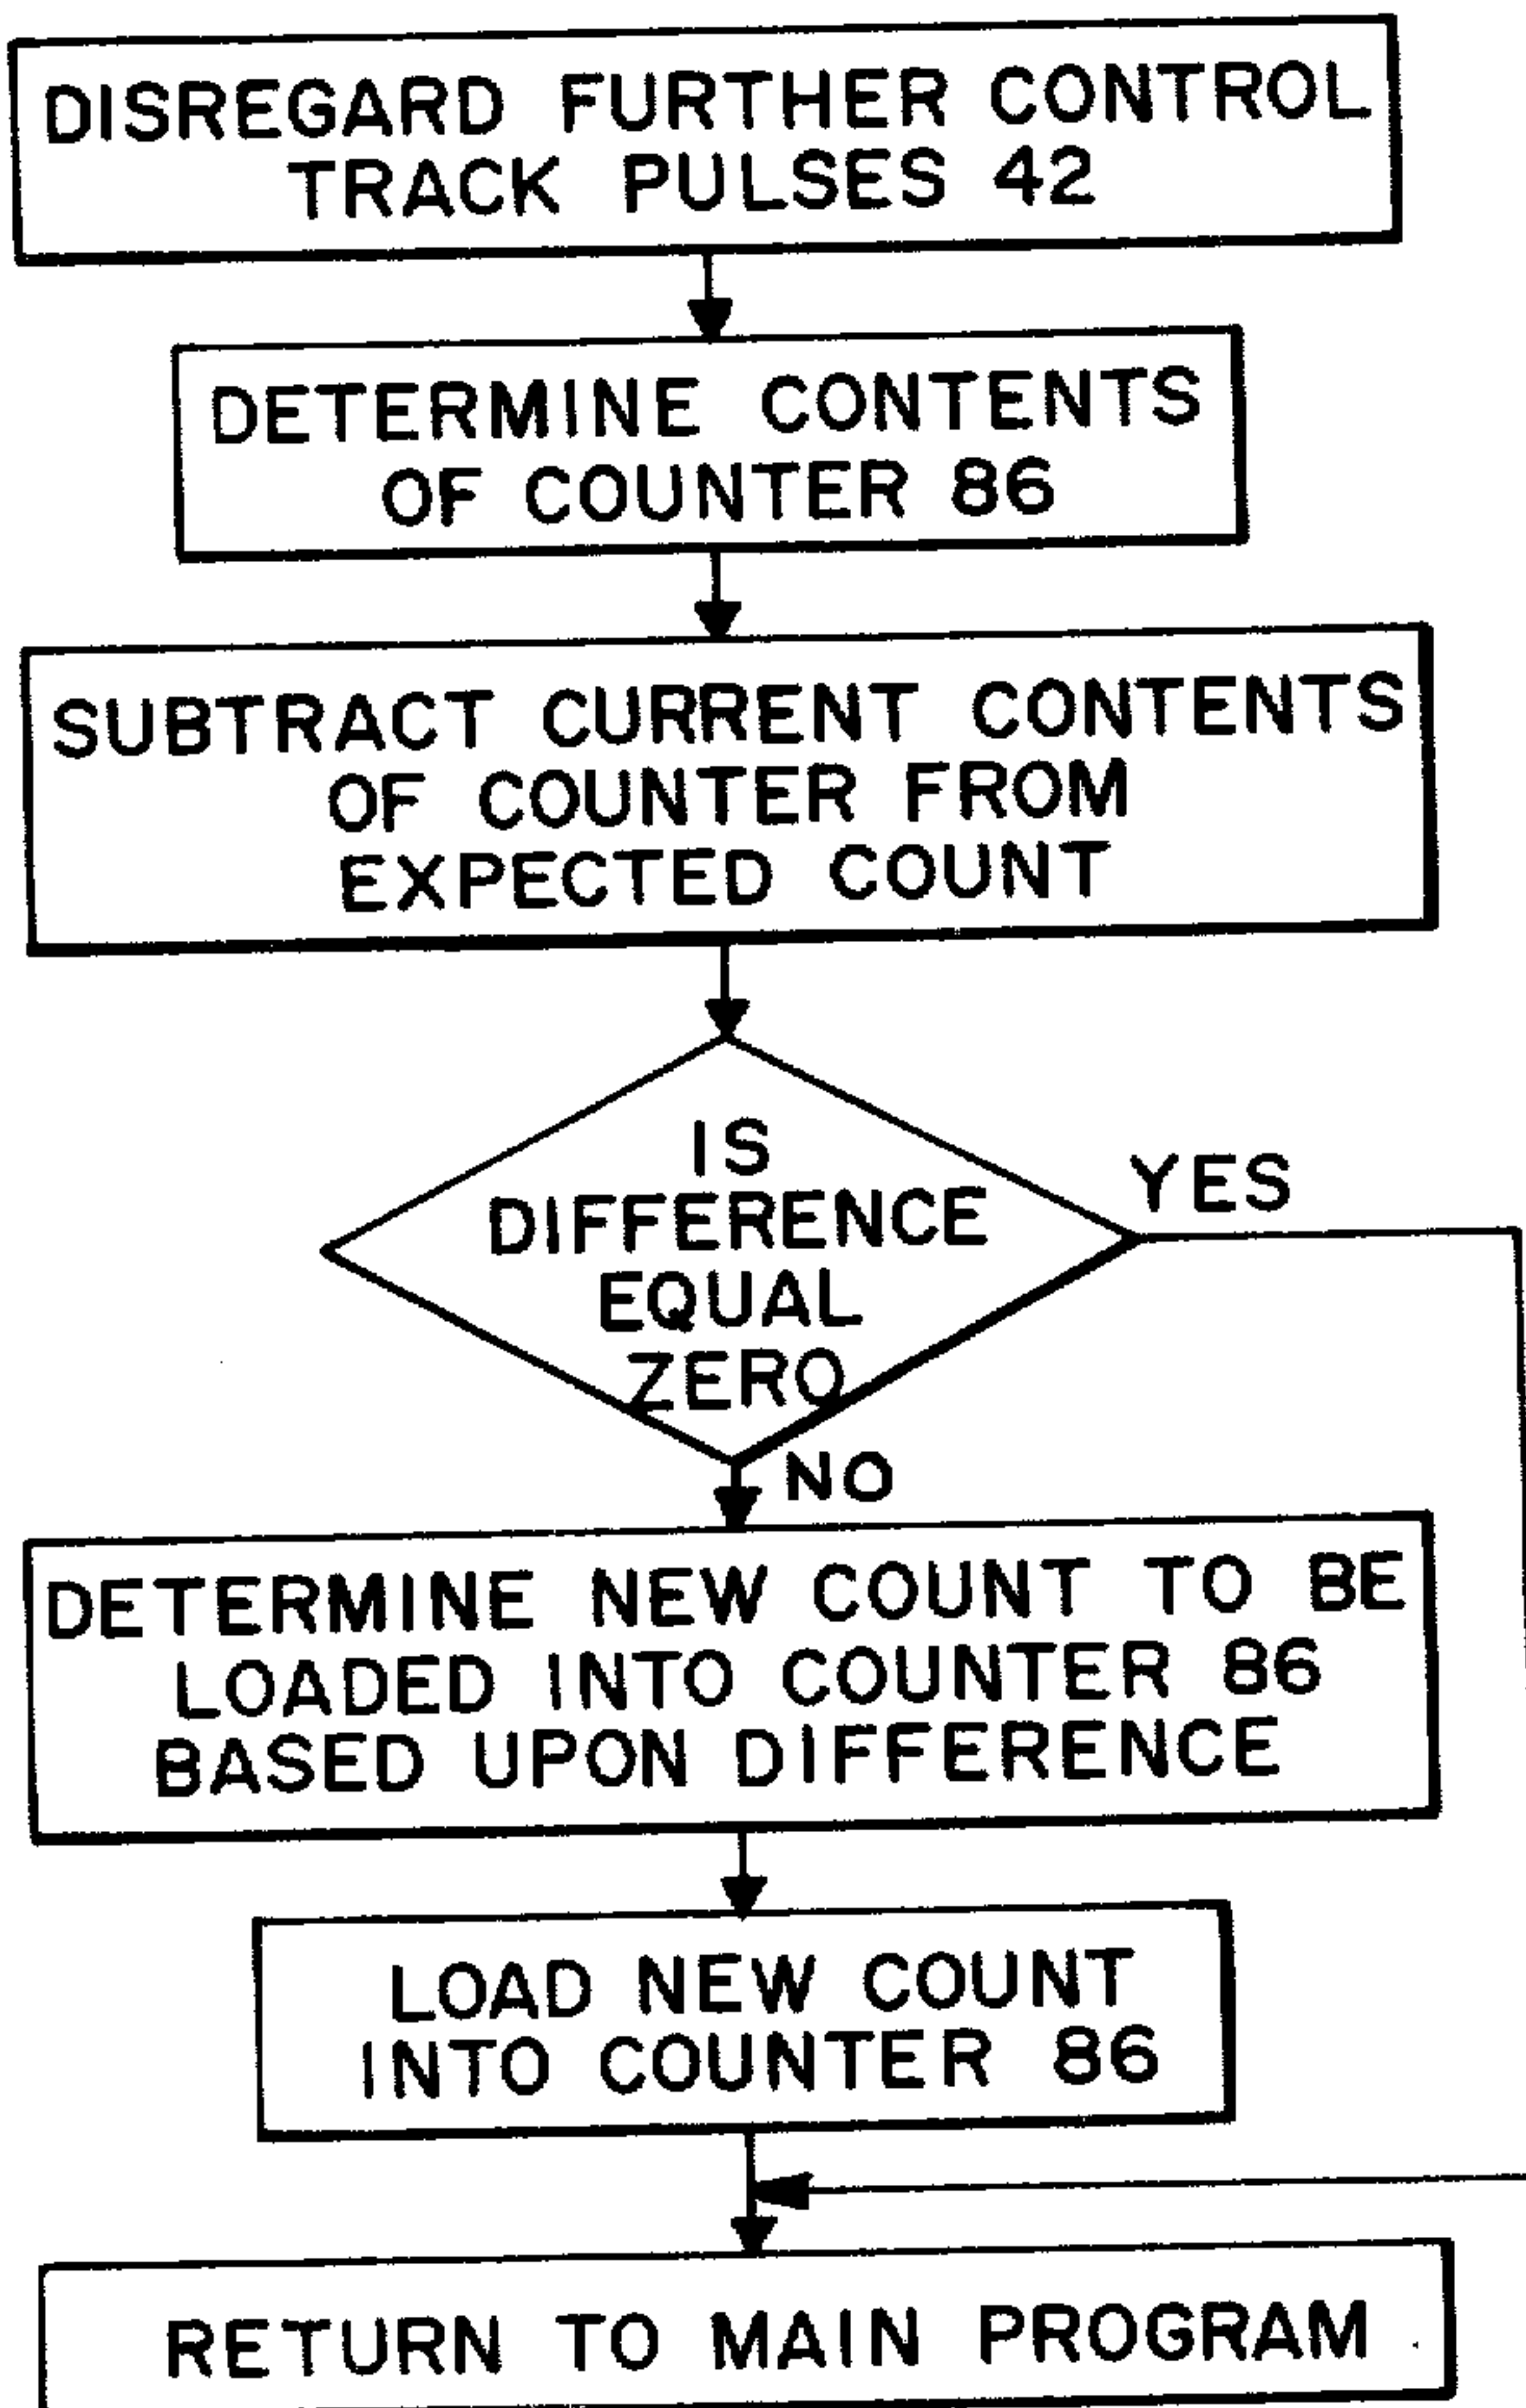 DISREGARD FURTHER CONTROL
TRACK PULSES 42
DETERMINE CONTENTS
OF COUNTER 86
SUBTRACT CURRENT CONTENTS
OF COUNTER FROM
EXPECTED COUNT
IS
DIFFERENCE
EQUAL
ZERO
YES
NO
DETERMINE NEW COUNT TO BE
LOADED INTO COUNTER 86
BASED UPON DIFFERENCE
LOAD NEW COUNT
INTO COUNTER 86
RETURN TO MAIN PROGRAM